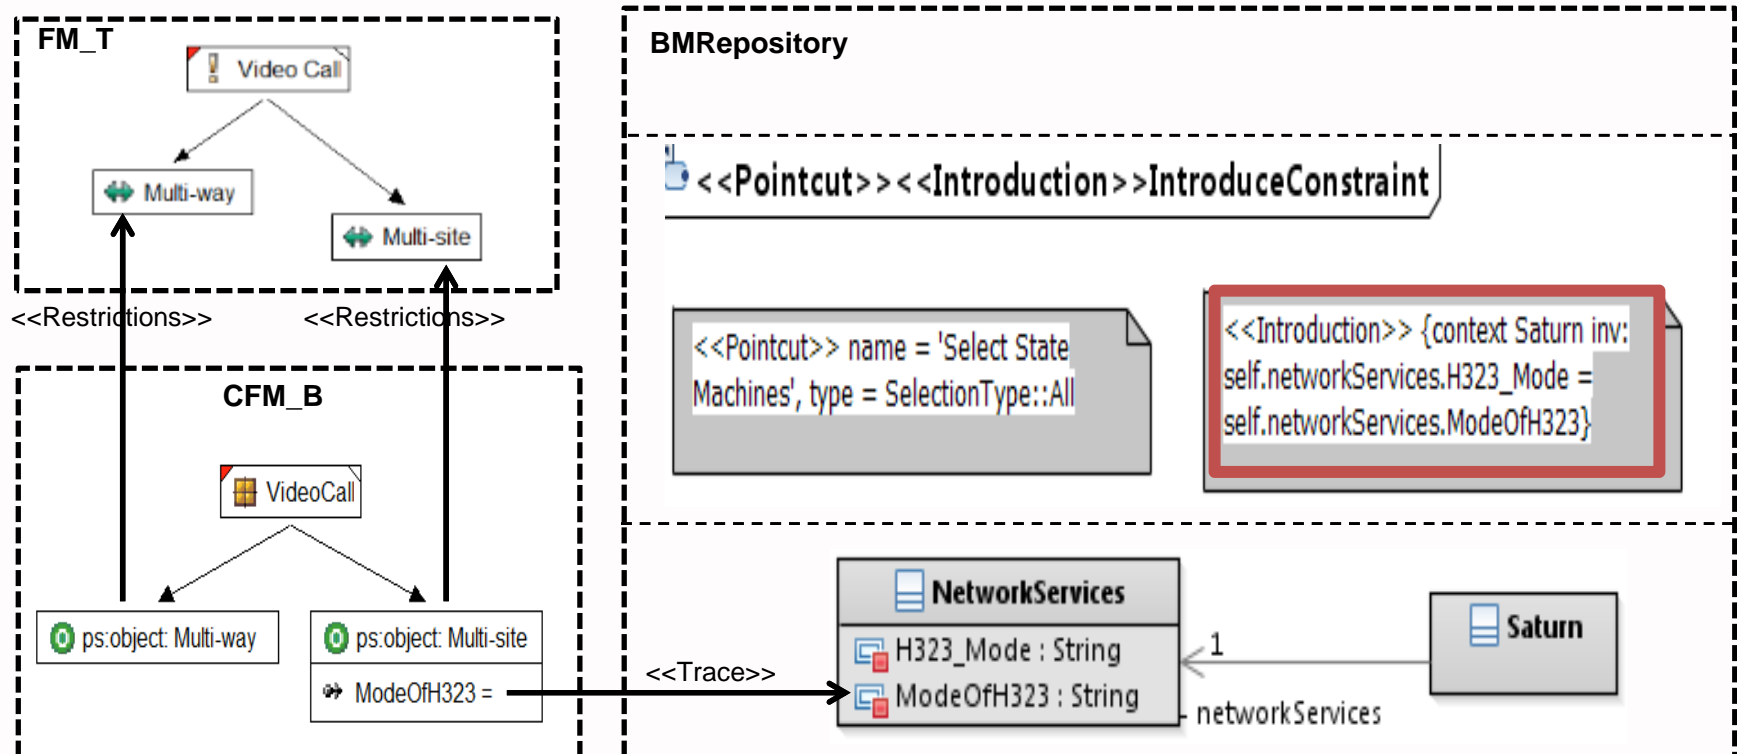 FM_T
Video Call
Multi-way
Multi-site
<<Restrictions>>
<<Restrictions>>
CFM_B
VideoCall
ps:object: Multi-way
ps:object: Multi-site
ModeOfH323 =
<<Trace>>
BMRepository
<<Pointcut>><<Introduction>>IntroduceConstraint
<<Pointcut>> name = 'Select State
Machines', type = SelectionType::All
<<Introduction>> {context Saturn inv:
self.networkServices.H323_Mode =
self.networkServices.ModeOfH323}
NetworkServices
H323_Mode : String
ModeOfH323 : String
1
- networkServices
Saturn